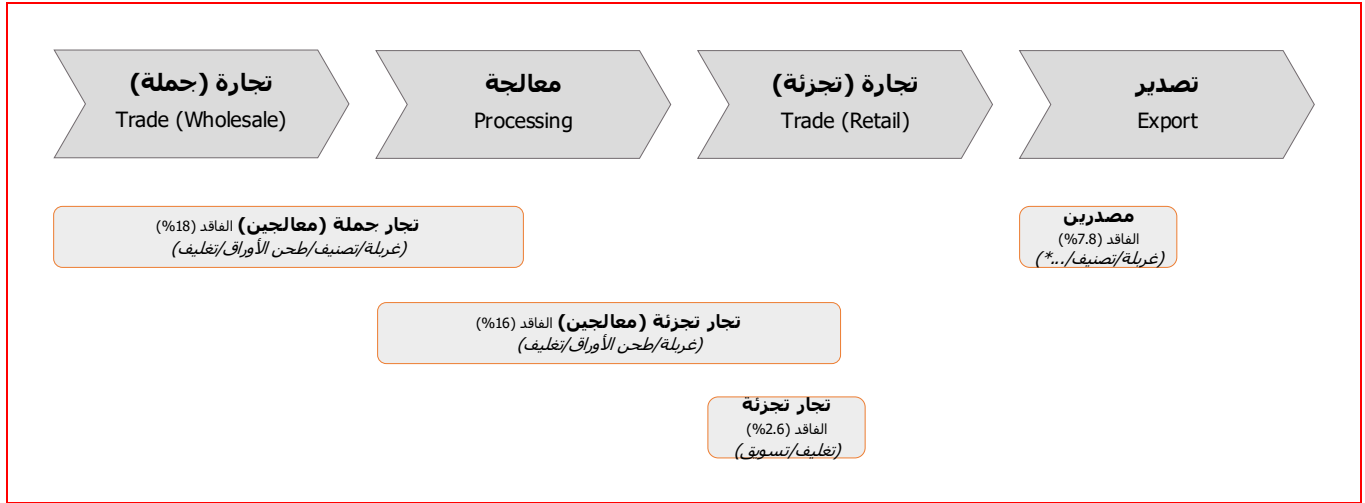 تجارة (جملة)
Trade (Wholesale)
معالجة
Processing
تجارة (تجزئة)
Trade (Retail)
تصدير
Export
تجار جملة (معالجين) الفاقد (18%)
(غربلة/تصنيف/طحن الأوراق/تغليف)
مصدرين
الفاقد (7.8%)
(غربلة/تصنيف/...*)
تجار تجزئة (معالجين) الفاقد (16%)
(غربلة/طحن الأوراق/تغليف)
تجار تجزئة
الفاقد (2.6%)
(تغليف/تسويق)